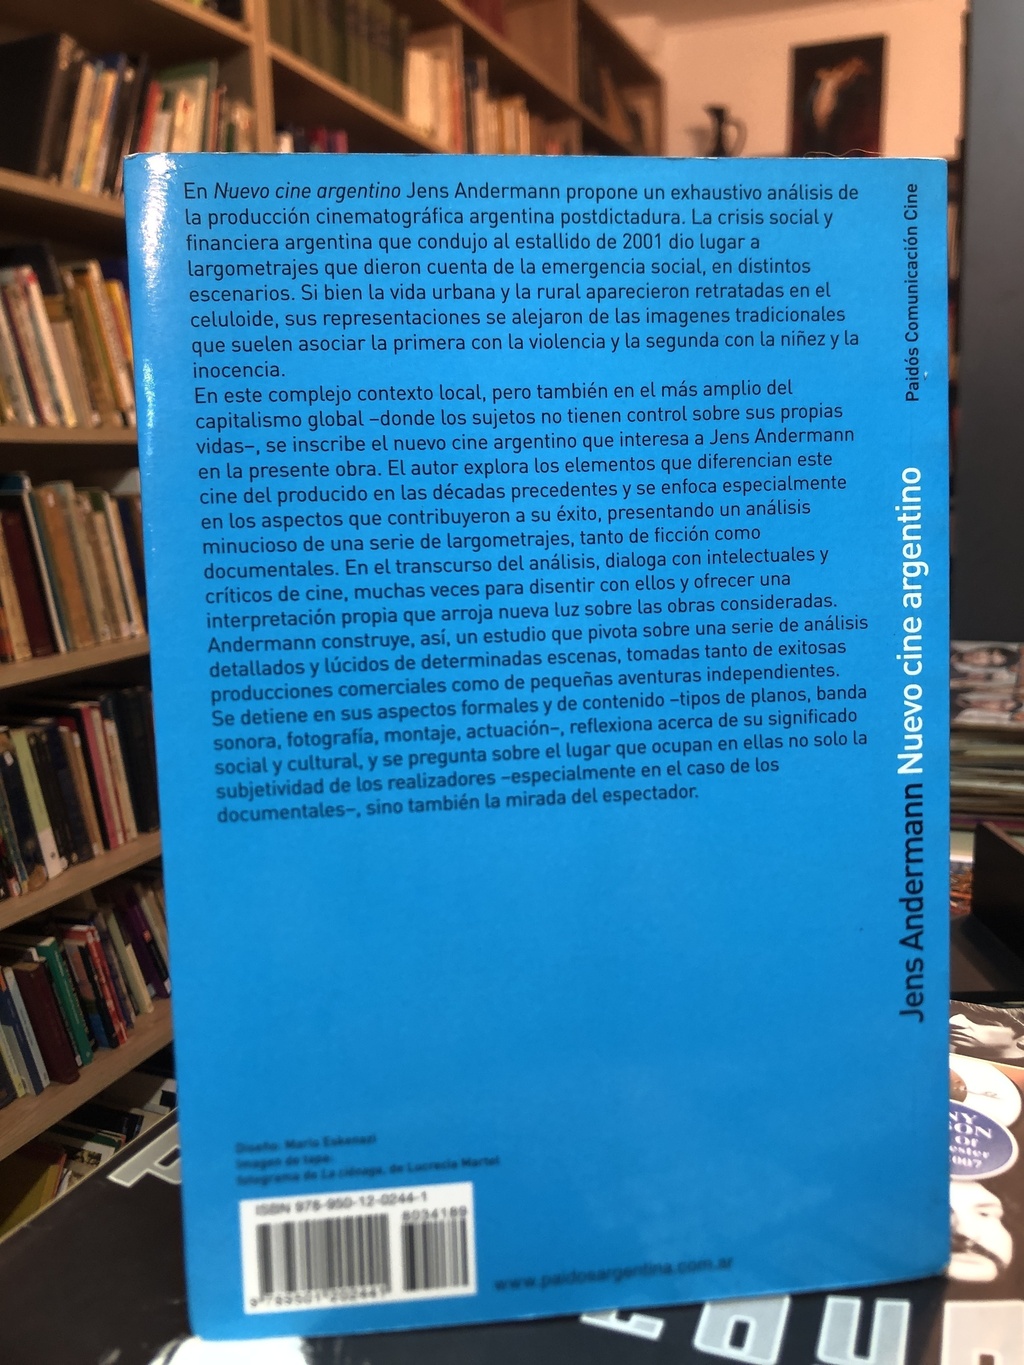 En Nuevo cine argentino Jens Andermann propone un exhaustivo análisis de
la producción cinematográfica argentina postdictadura. La crisis social y
financiera argentina que condujo al estallido de 2001 dio lugar a
largometrajes que dieron cuenta de la emergencia social, en distintos
escenarios. Si bien la vida urbana y la rural aparecieron retratadas en el
celuloide, sus representaciones se alejaron de las imagenes tradicionales
que suelen asociar la primera con la violencia y la segunda con la niñez y la
inocencia.
En este complejo contexto local, pero también en el más amplio del
capitalismo global –donde los sujetos no tienen control sobre sus propias
vidas–, se inscribe el nuevo cine argentino que interesa a Jens Andermann
en la presente obra. El autor explora los elementos que diferencian este
cine del producido en las décadas precedentes y se enfoca especialmente
en los aspectos que contribuyeron a su éxito, presentando un análisis
minucioso de una serie de largometrajes, tanto de ficción como
documentales. En el transcurso del análisis, dialoga con intelectuales y
críticos de cine, muchas veces para disentir con ellos y ofrecer una
interpretación propia que arroja nueva luz sobre las obras consideradas.
Andermann construye, así, un estudio que pivota sobre una serie de análisis
detallados y lúcidos de determinadas escenas, tomadas tanto de exitosas
producciones comerciales como de pequeñas aventuras independientes.
Se detiene en sus aspectos formales y de contenido –tipos de planos, banda
sonora, fotografía, montaje, actuación–, reflexiona acerca de su significado
social y cultural, y se pregunta sobre el lugar que ocupan en ellas no solo la
subjetividad de los realizadores –especialmente en el caso de los
documentales–, sino también la mirada del espectador.
Diseño: Mario Eskenazi
Imagen de tapa:
fotograma de La ciénaga, de Lucrecia Martel
ISBN 978-950-12-0244-1
8034189
9 789501 202441
www.paidosargentina.com.ar
Paidós Comunicación Cine
Jens Andermann Nuevo cine argentino